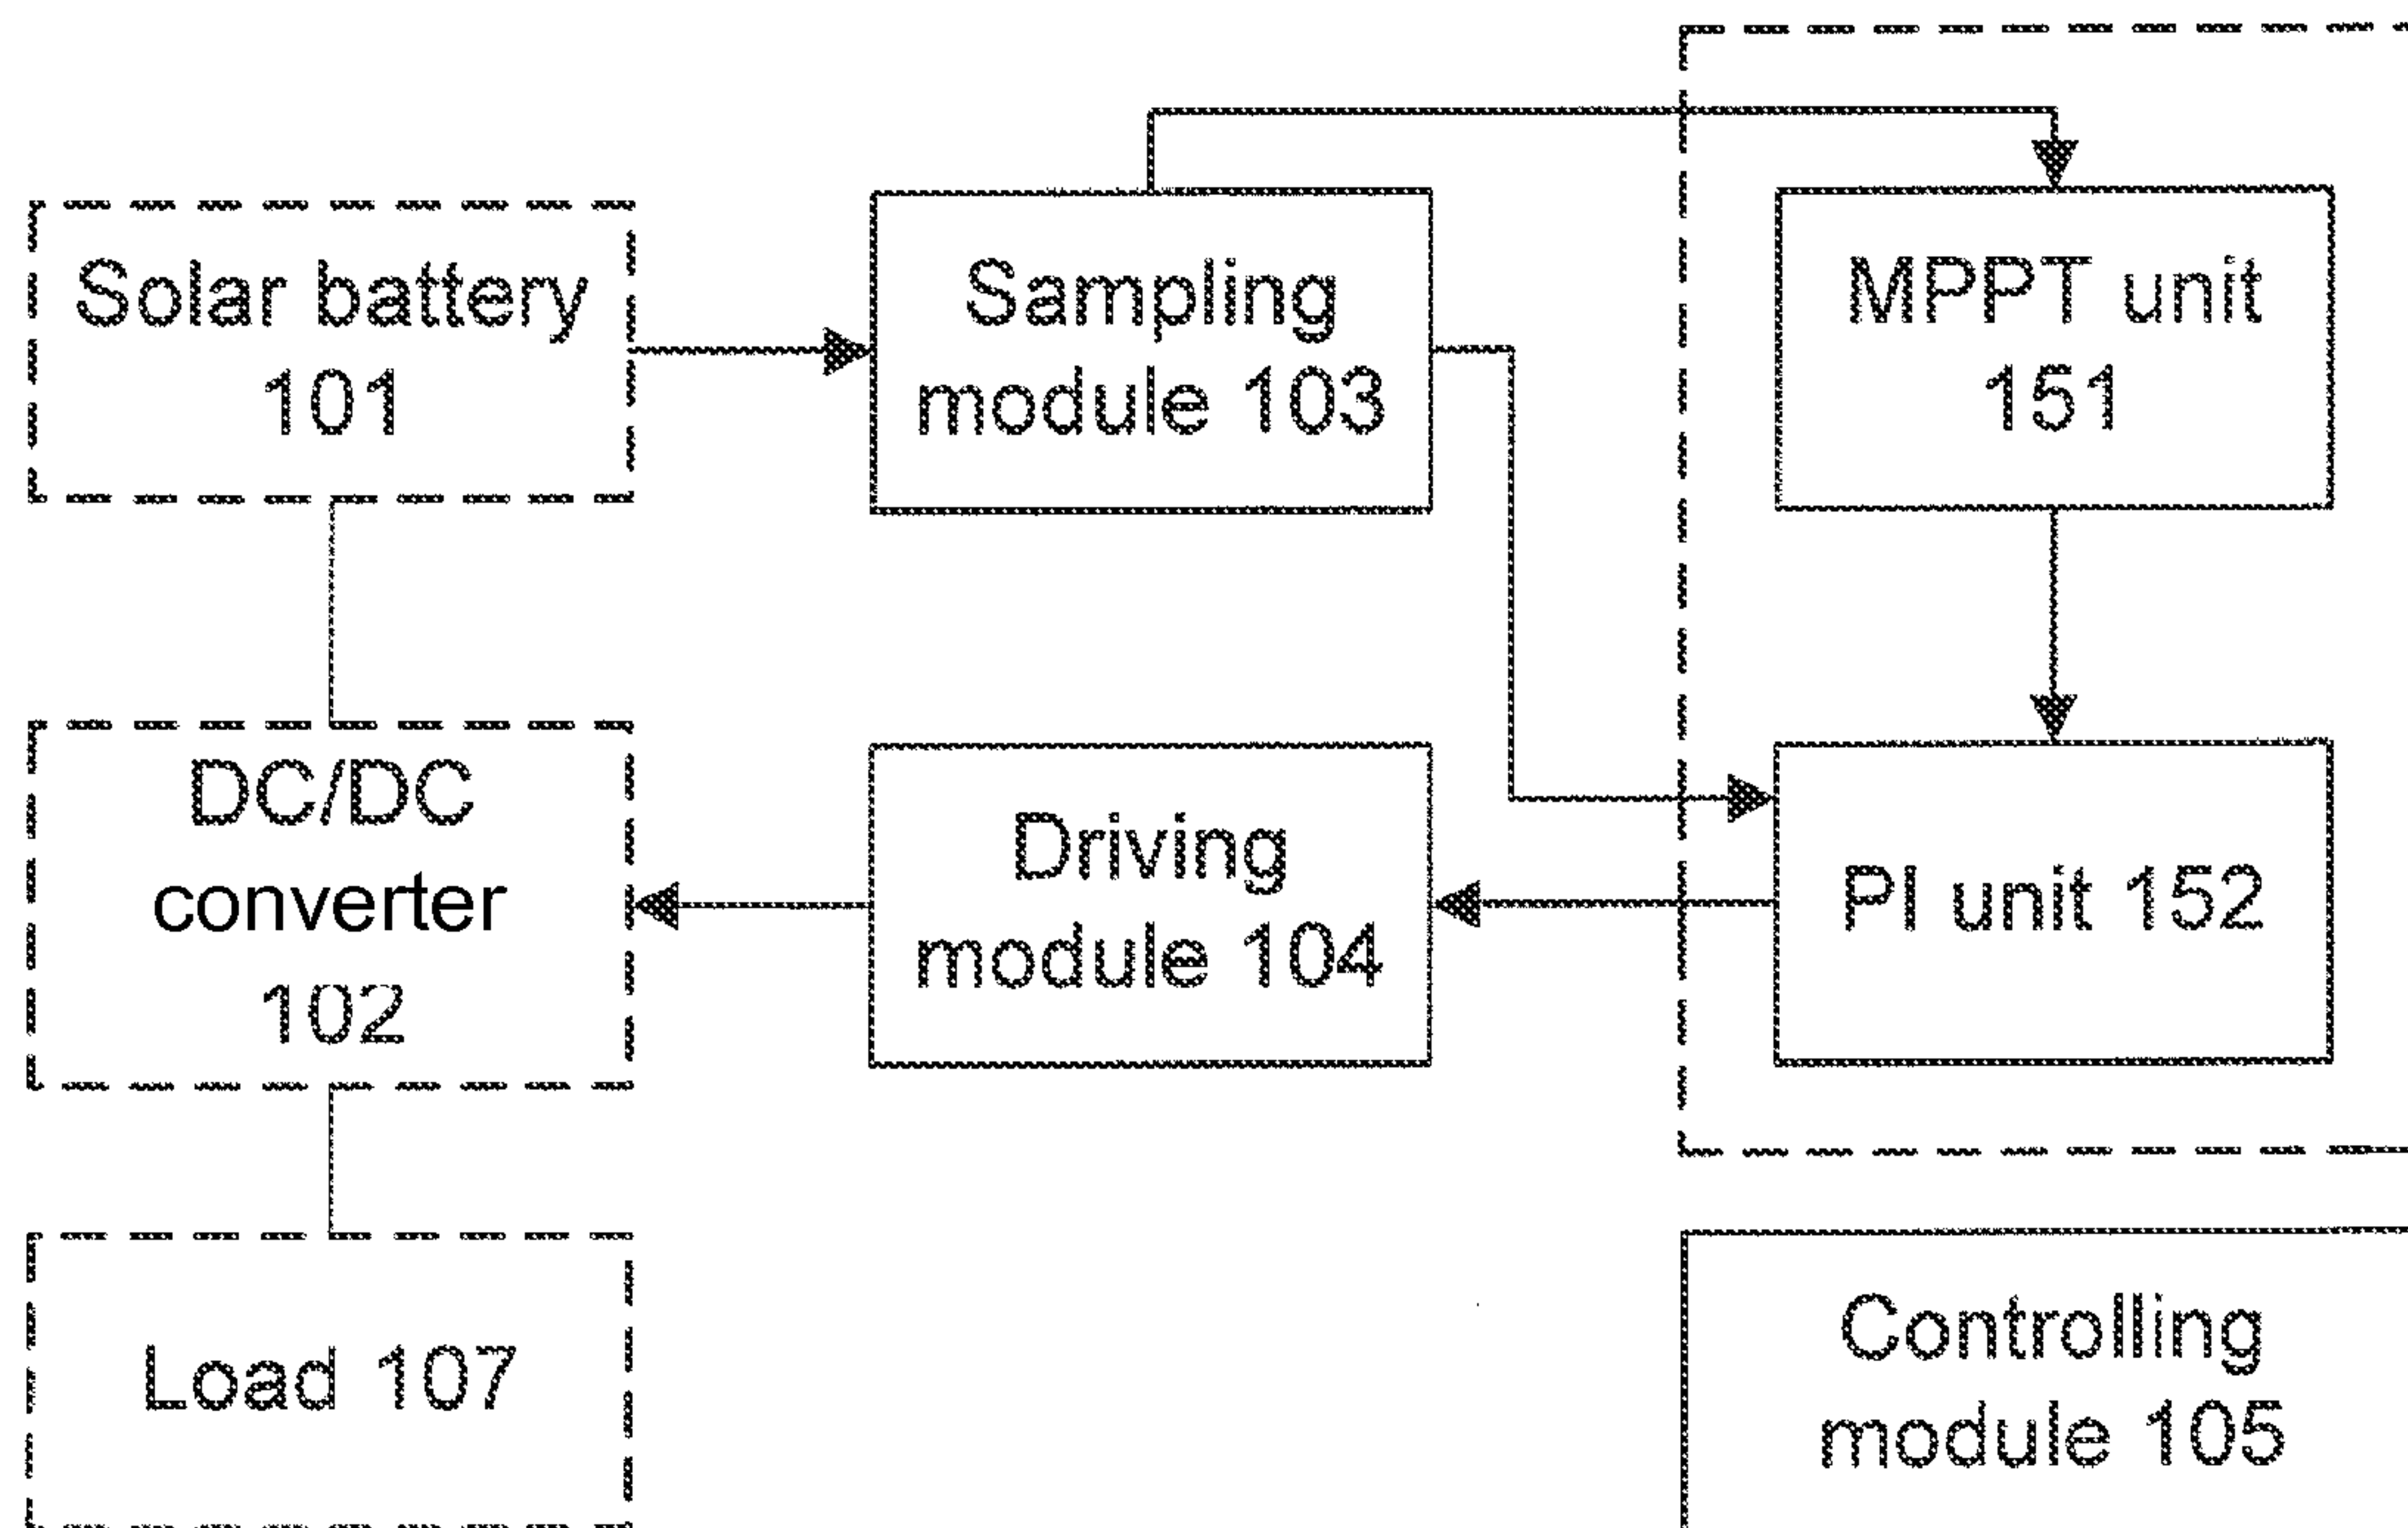 Solar battery
101
Sampling
module 103
MPPT unit
151
DC/DC
converter
102
Driving
module 104
PI unit 152
Load 107
Controlling
module 105